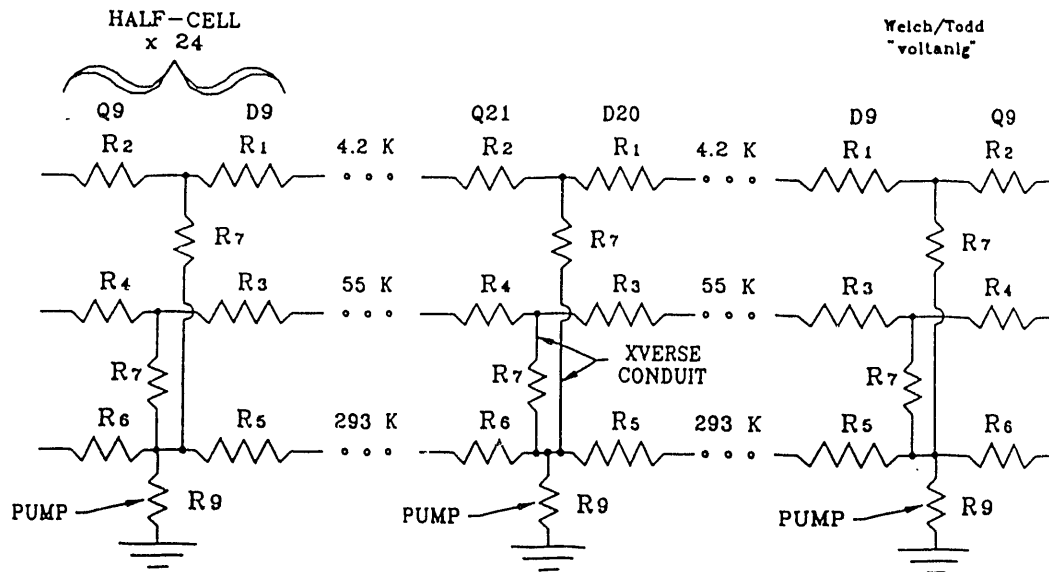 HALF-CELL
x 24
Welch/Todd
"voltanlg"
Q9 D9 Q21 D20 D9 Q9
R2 R1 4.2 K R2 R1 4.2 K R1 R2
R7 R7 R7
R4 R3 55 K R4 R3 55 K R3 R4
XVERSE
CONDUIT
R7 R7 R7
R6 R5 293 K R6 R5 293 K R5 R6
PUMP R9 PUMP R9 PUMP R9